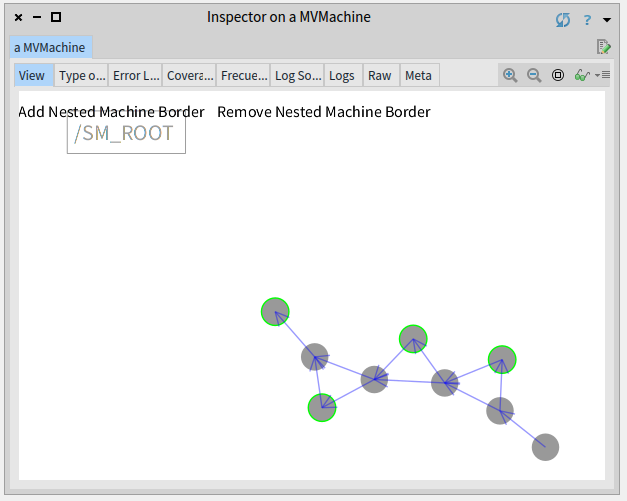 Inspector on a MVMachine
?
a MVMachine
View Type o... Error L... Covera... Frecue... Log So... Logs Raw Meta
Add Nested Machine Border Remove Nested Machine Border
/SM_ROOT